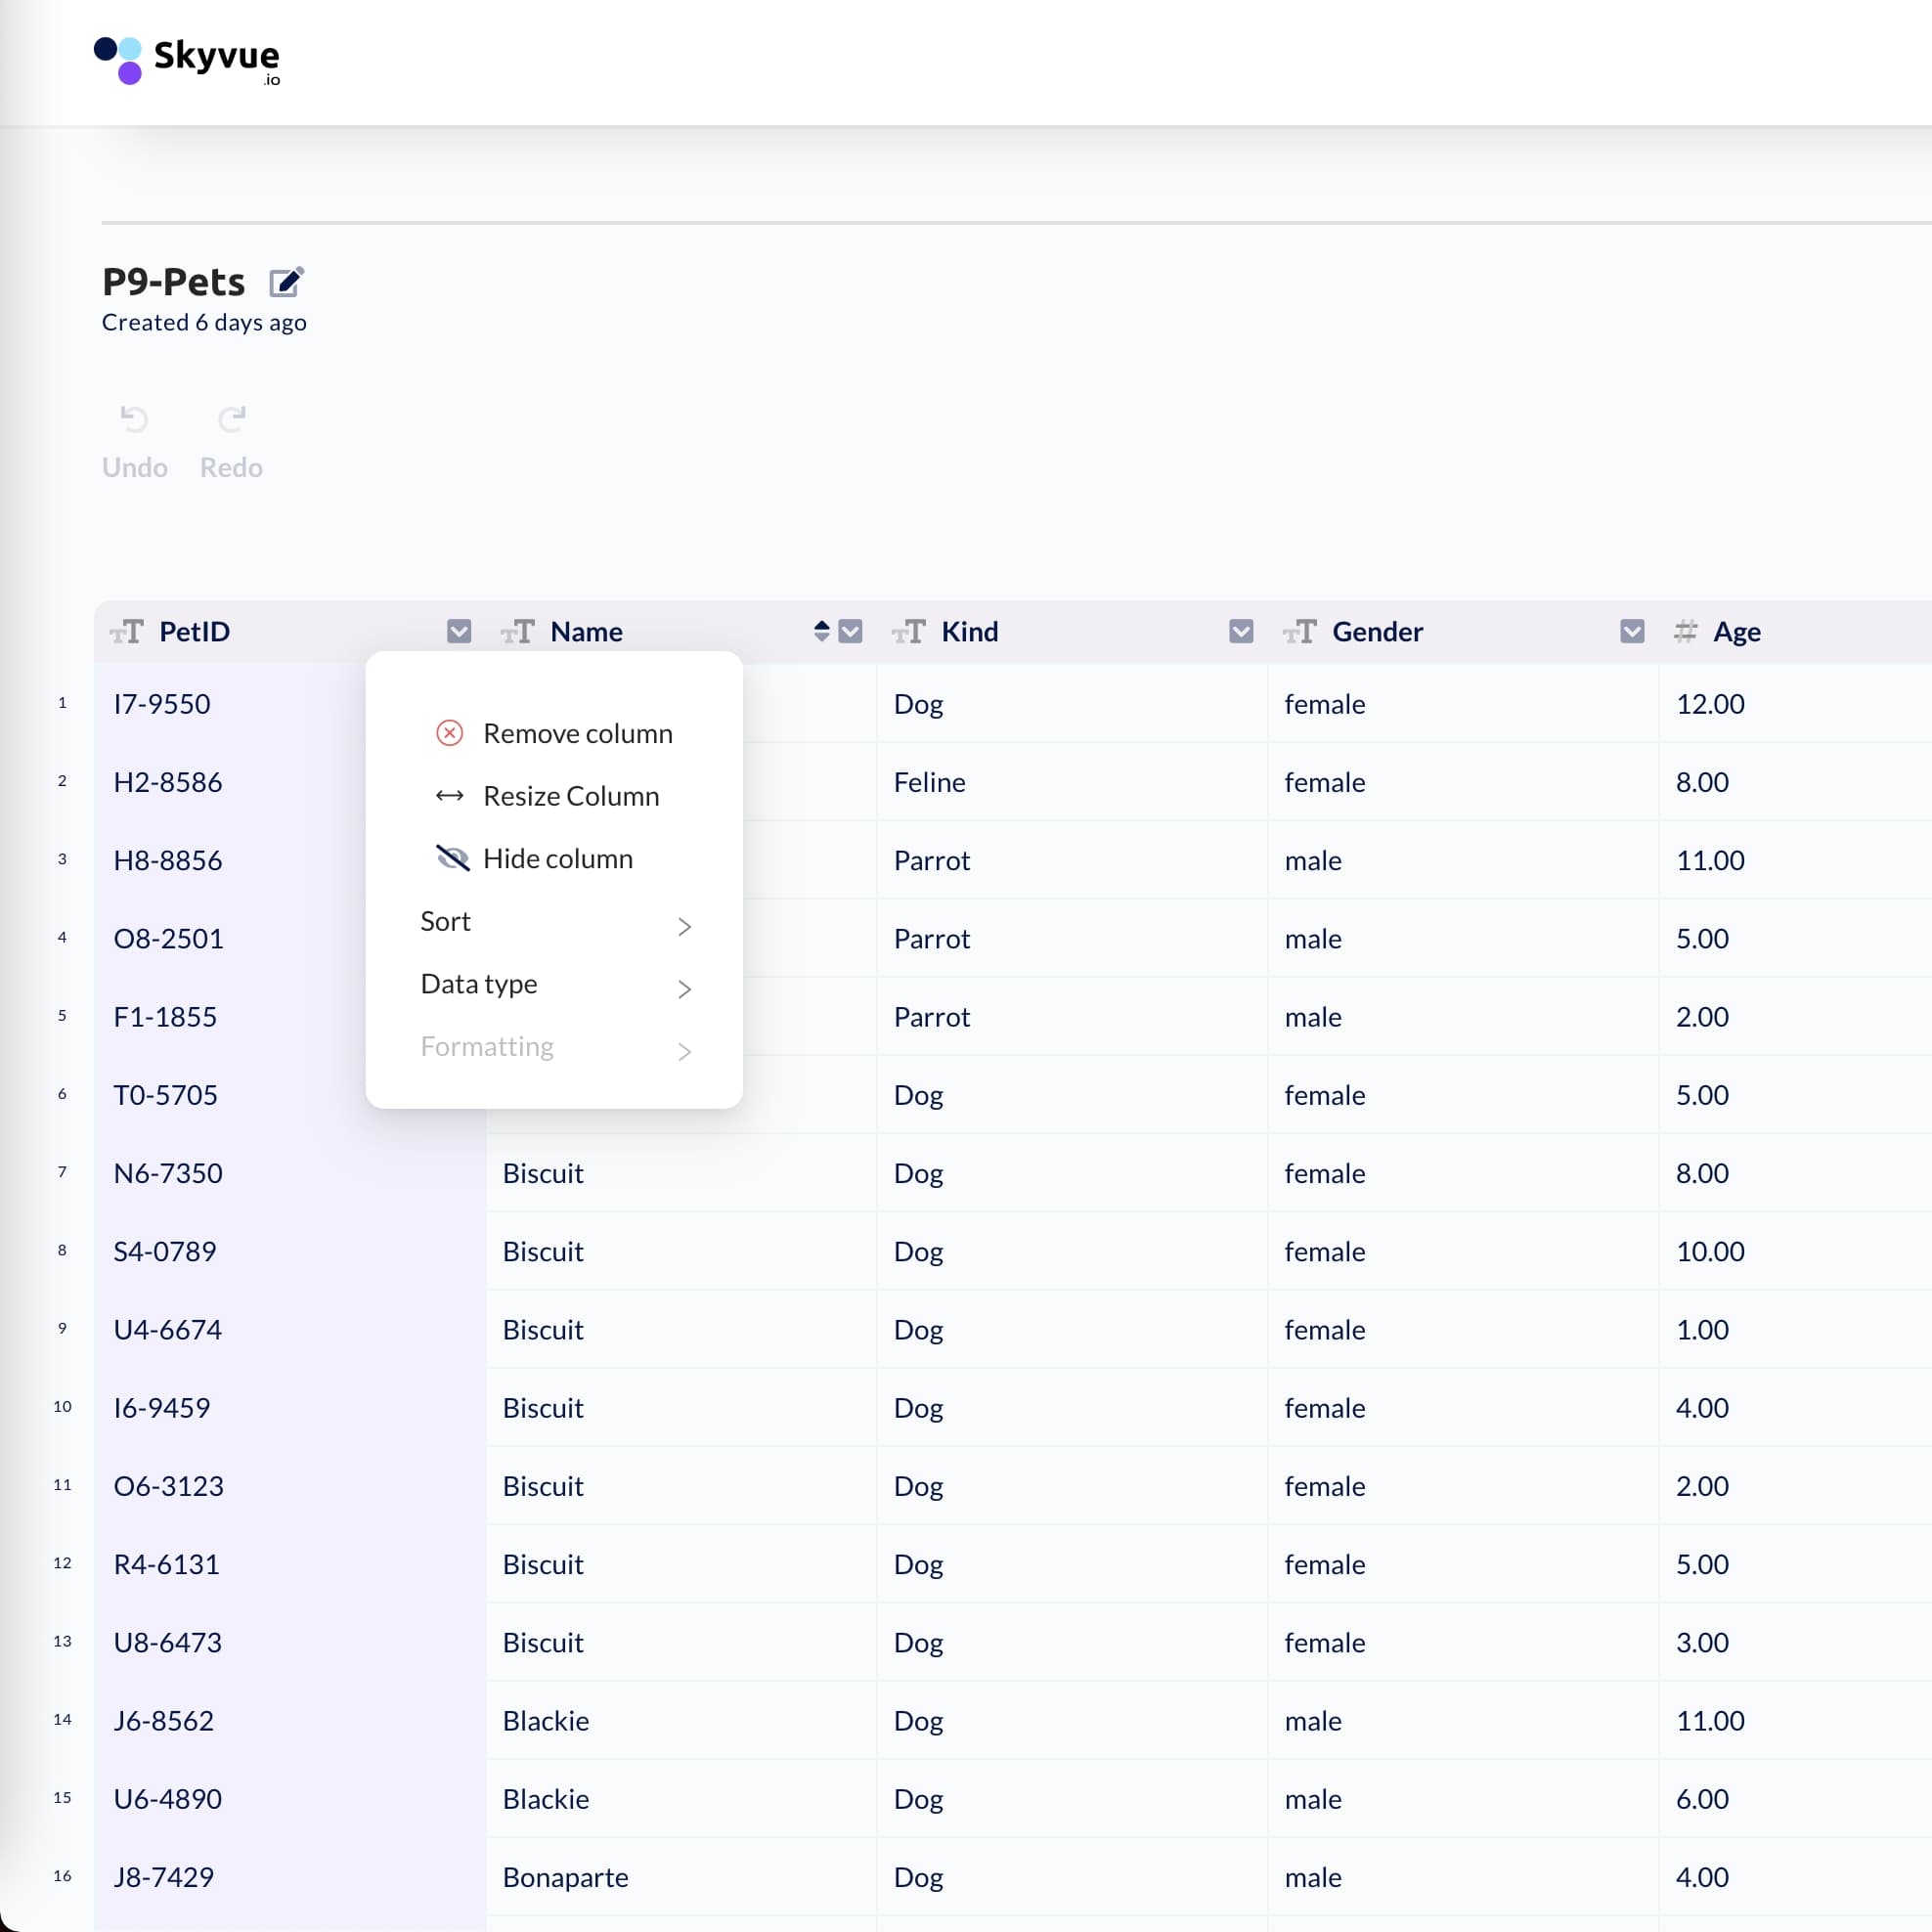 Skyvue
.io
P9-Pets
Created 6 days ago
Undo Redo
PetID Name Kind Gender Age
1 I7-9550 Dog female 12.00
2 H2-8586 Feline female 8.00
3 H8-8856 Parrot male 11.00
4 O8-2501 Parrot male 5.00
5 F1-1855 Parrot male 2.00
6 T0-5705 Dog female 5.00
Remove column
Resize Column
Hide column
Sort
Data type
Formatting
7 N6-7350 Biscuit Dog female 8.00
8 S4-0789 Biscuit Dog female 10.00
9 U4-6674 Biscuit Dog female 1.00
10 I6-9459 Biscuit Dog female 4.00
11 O6-3123 Biscuit Dog female 2.00
12 R4-6131 Biscuit Dog female 5.00
13 U8-6473 Biscuit Dog female 3.00
14 J6-8562 Blackie Dog male 11.00
15 U6-4890 Blackie Dog male 6.00
16 J8-7429 Bonaparte Dog male 4.00